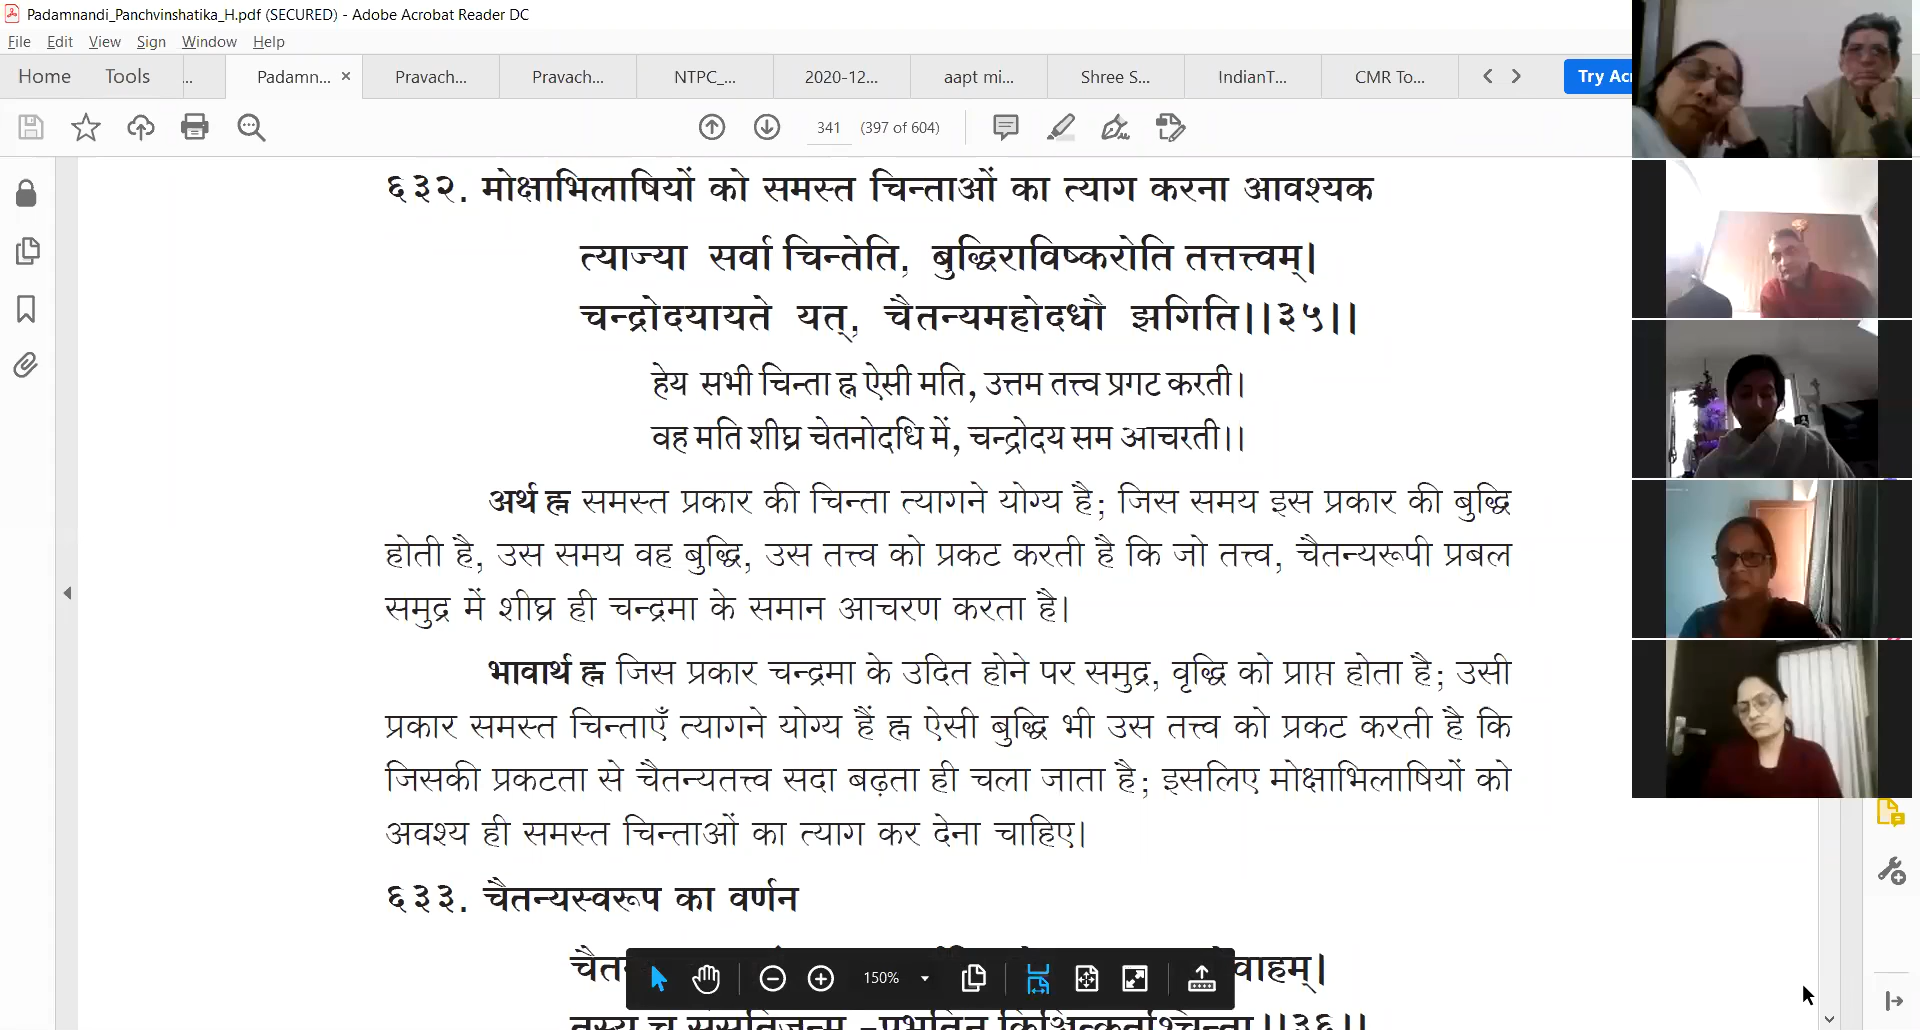 Padamnandi_Panchvinshatika_H.pdf (SECURED) - Adobe Acrobat Reader DC
File Edit View Sign Window Help
Home Tools ... Padamn... × Pravach... Pravach... NTPC_... 2020-12... aapt mi... Shree S... IndianT... CMR To... Try Acr
341 (397 of 604)
६३२. मोक्षाभिलाषियों को समस्त चिन्ताओं का त्याग करना आवश्यक
त्याज्या सर्वा चिन्तेति, बुद्धिराविष्करोति तत्तत्त्वम्।
चन्द्रोदयायते यत्, चैतन्यमहोदधौ झगिति।।३५।।
हेय सभी चिन्ता ह्न ऐसी मति, उत्तम तत्त्व प्रगट करती।
वह मति शीघ्र चेतनोदधि में, चन्द्रोदय सम आचरती।।
अर्थ ह्न समस्त प्रकार की चिन्ता त्यागने योग्य है; जिस समय इस प्रकार की बुद्धि
होती है, उस समय वह बुद्धि, उस तत्त्व को प्रकट करती है कि जो तत्त्व, चैतन्यरूपी प्रबल
समुद्र में शीघ्र ही चन्द्रमा के समान आचरण करता है।
भावार्थ ह्न जिस प्रकार चन्द्रमा के उदित होने पर समुद्र, वृद्धि को प्राप्त होता है; उसी
प्रकार समस्त चिन्ताएँ त्यागने योग्य हैं ह्न ऐसी बुद्धि भी उस तत्त्व को प्रकट करती है कि
जिसकी प्रकटता से चैतन्यतत्त्व सदा बढ़ता ही चला जाता है; इसलिए मोक्षाभिलाषियों को
अवश्य ही समस्त चिन्ताओं का त्याग कर देना चाहिए।
६३३. चैतन्यस्वरूप का वर्णन
150%